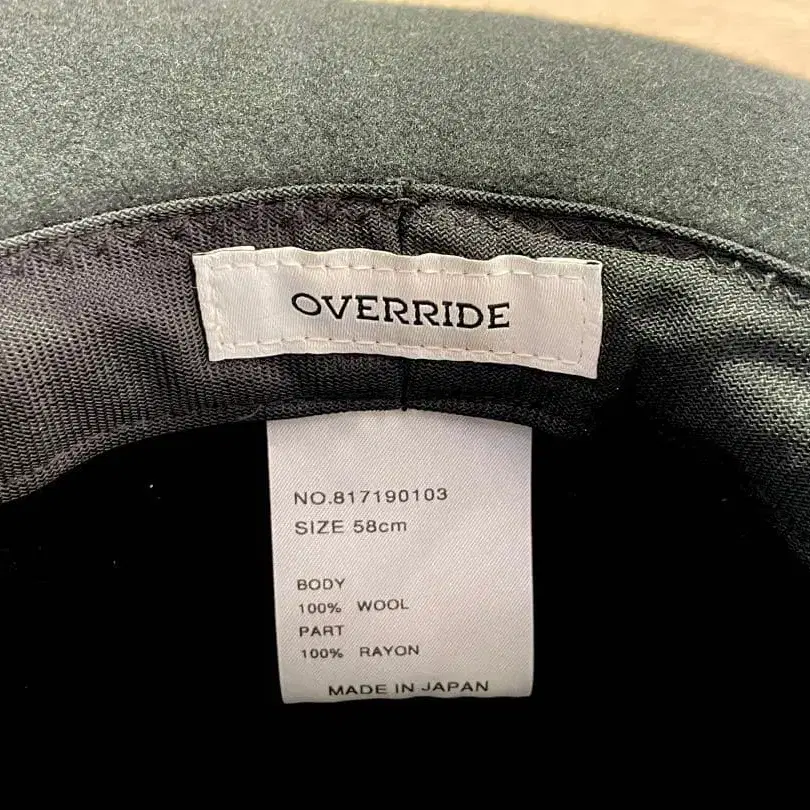 OVERRIDE
NO.817190103
SIZE 58cm
BODY
100% WOOL
PART
100% RAYON
MADE IN JAPAN